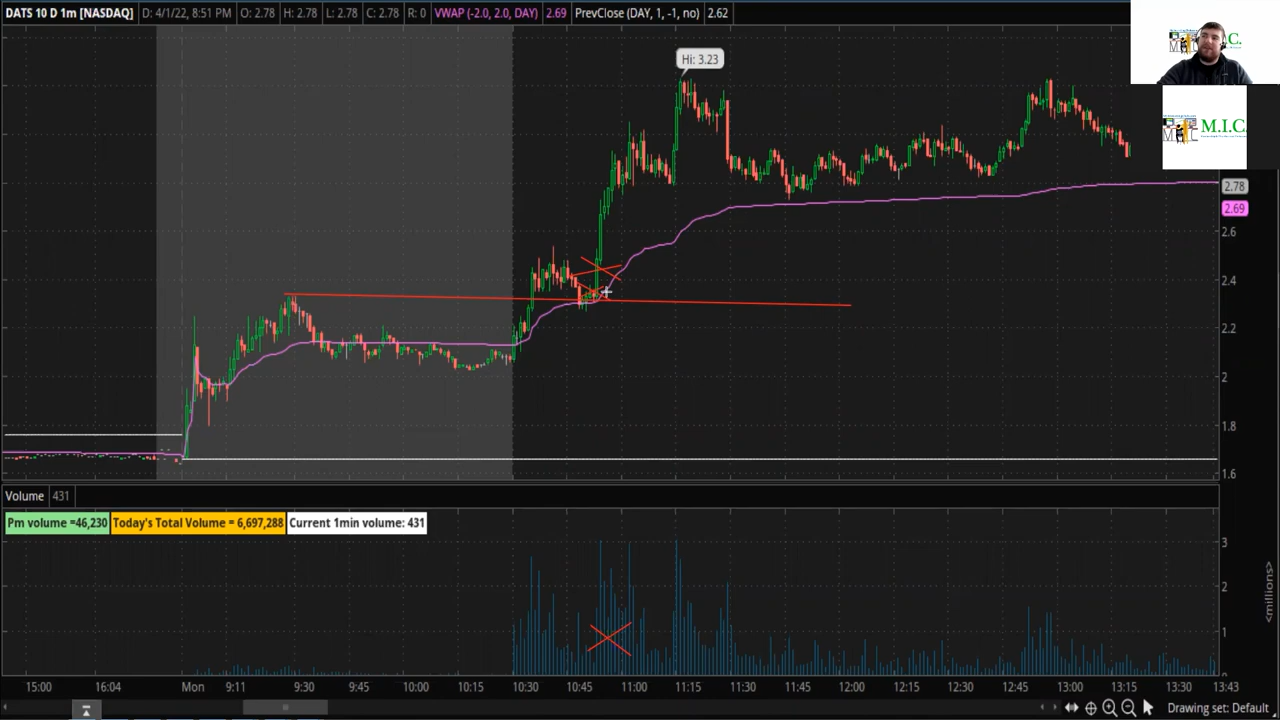 DATS 10 D 1m [NASDAQ] D: 4/1/22, 8:51 PM O: 2.78 H: 2.78 L: 2.78 C: 2.78 R: 0 VWAP (-2.0, 2.0, DAY) 2.69 PrevClose (DAY, 1, -1, no) 2.62
Hi: 3.23
M.I.C.
2.78
2.69
2.6
2.4
2.2
2
1.8
1.6
Volume 431
Pm volume =46,230 Today's Total Volume = 6,697,288 Current 1min volume: 431
3
2
1
<millions>
15:00 16:04 Mon 9:11 9:30 9:45 10:00 10:15 10:30 10:45 11:00 11:15 11:30 11:45 12:00 12:15 12:30 12:45 13:00 13:15 13:30 13:43
Drawing set: Default